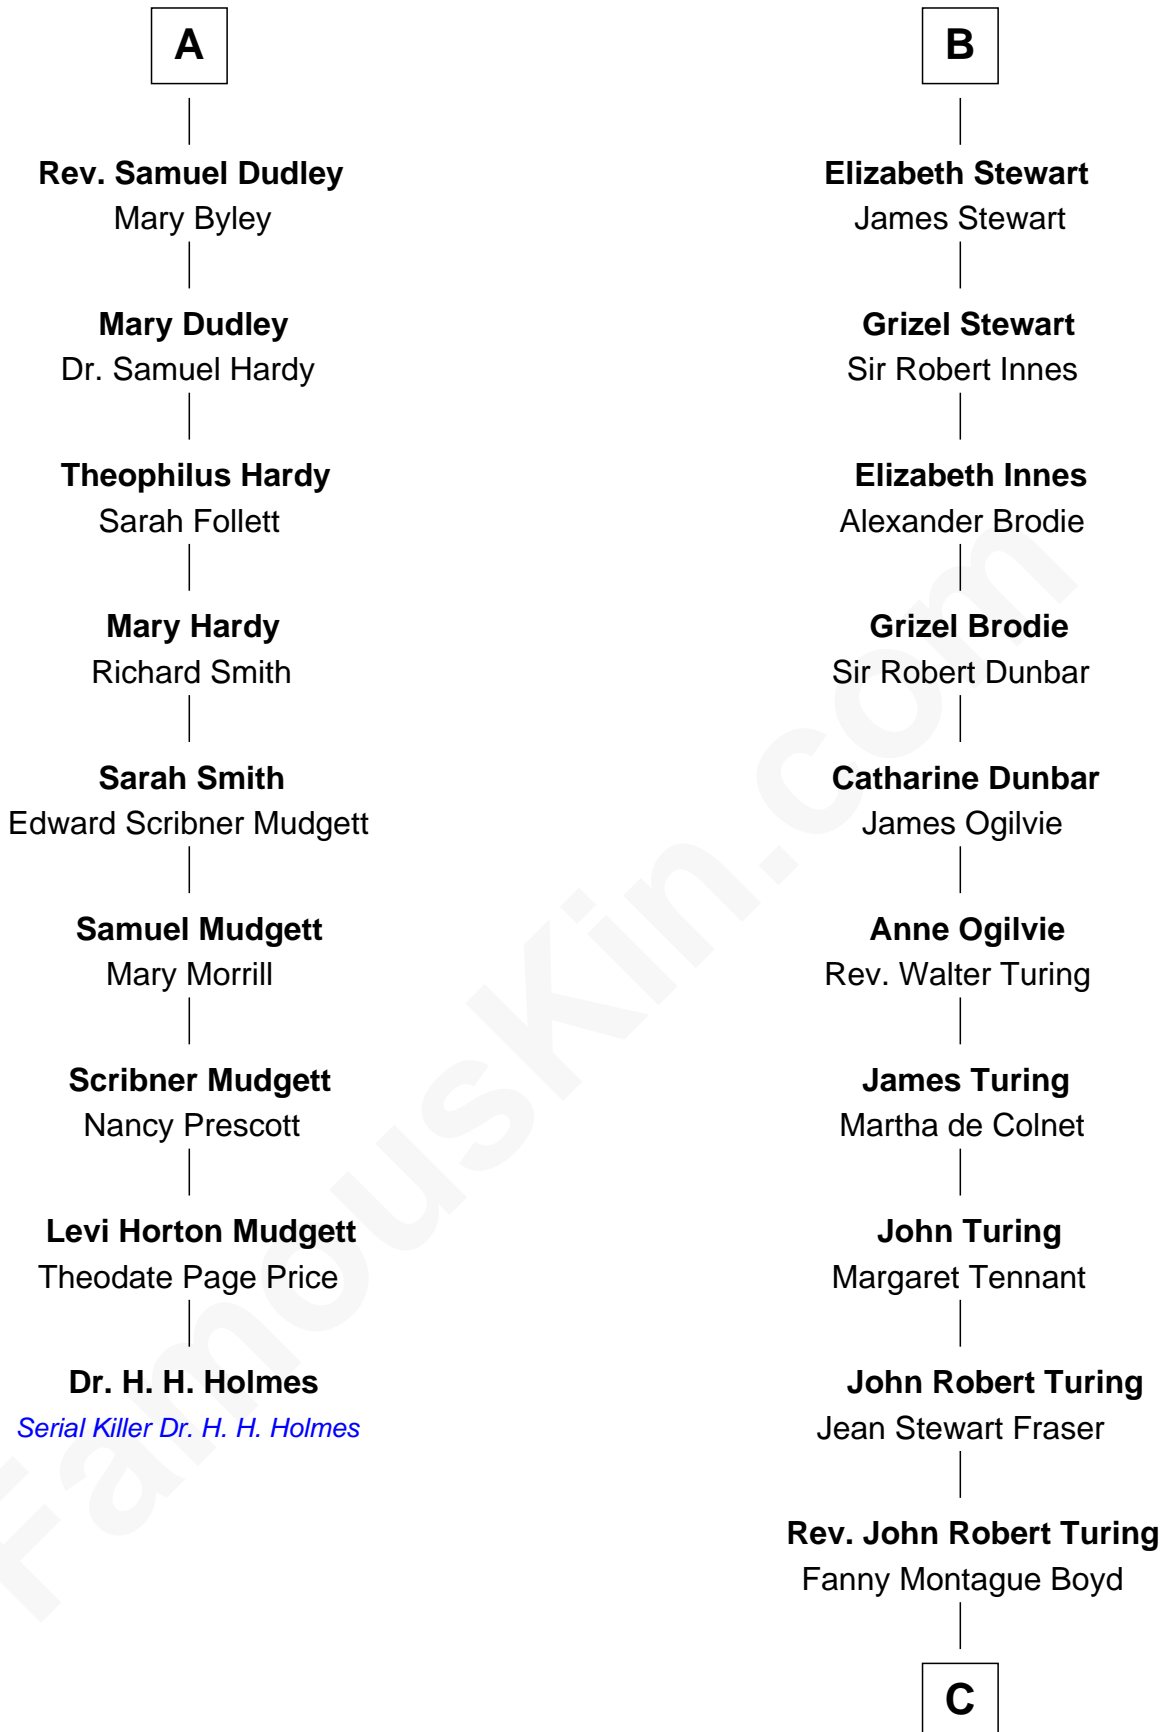 A
Rev. Samuel Dudley
Mary Byley
Mary Dudley
Dr. Samuel Hardy
Theophilus Hardy
Sarah Follett
Mary Hardy
Richard Smith
Sarah Smith
Edward Scribner Mudgett
Samuel Mudgett
Mary Morrill
Scribner Mudgett
Nancy Prescott
Levi Horton Mudgett
Theodate Page Price
Dr. H. H. Holmes
Serial Killer Dr. H. H. Holmes
B
Elizabeth Stewart
James Stewart
Grizel Stewart
Sir Robert Innes
Elizabeth Innes
Alexander Brodie
Grizel Brodie
Sir Robert Dunbar
Catharine Dunbar
James Ogilvie
Anne Ogilvie
Rev. Walter Turing
James Turing
Martha de Colnet
John Turing
Margaret Tennant
John Robert Turing
Jean Stewart Fraser
Rev. John Robert Turing
Fanny Montague Boyd
C
FamousKin.com